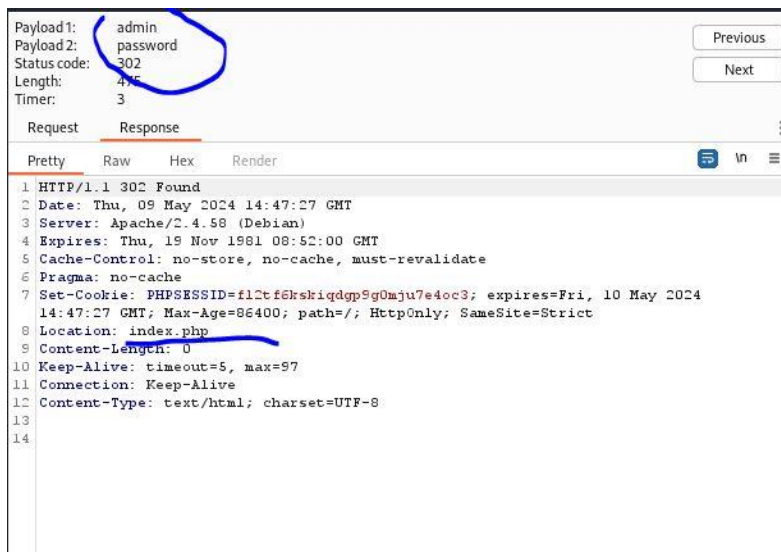 Payload 1: admin
Payload 2: password
Status code: 302
Length: 475
Timer: 3
Previous
Next
Request Response
Pretty Raw Hex Render \n
1 HTTP/1.1 302 Found
2 Date: Thu, 09 May 2024 14:47:27 GMT
3 Server: Apache/2.4.58 (Debian)
4 Expires: Thu, 19 Nov 1981 08:52:00 GMT
5 Cache-Control: no-store, no-cache, must-revalidate
6 Pragma: no-cache
7 Set-Cookie: PHPSESSID=fl2tf6kskiqdgp9g0mju7e4oc3; expires=Fri, 10 May 2024
14:47:27 GMT; Max-Age=86400; path=/; HttpOnly; SameSite=Strict
8 Location: index.php
9 Content-Length: 0
10 Keep-Alive: timeout=5, max=97
11 Connection: Keep-Alive
12 Content-Type: text/html; charset=UTF-8
13
14